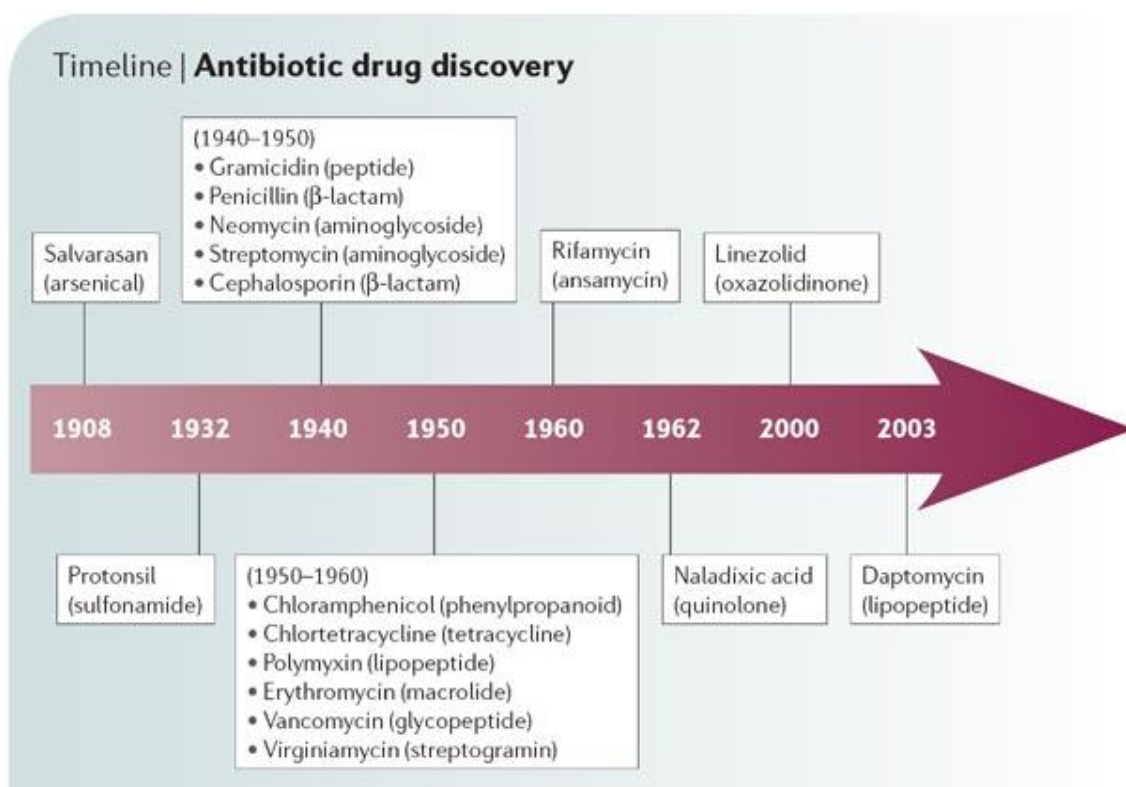 Timeline | Antibiotic drug discovery
(1940–1950)
• Gramicidin (peptide)
• Penicillin (β-lactam)
• Neomycin (aminoglycoside)
• Streptomycin (aminoglycoside)
• Cephalosporin (β-lactam)
Salvarasan
(arsenical)
Rifamycin
(ansamycin)
Linezolid
(oxazolidinone)
1908 1932 1940 1950 1960 1962 2000 2003
Protonsil
(sulfonamide)
(1950–1960)
• Chloramphenicol (phenylpropanoid)
• Chlortetracycline (tetracycline)
• Polymyxin (lipopeptide)
• Erythromycin (macrolide)
• Vancomycin (glycopeptide)
• Virginiamycin (streptogramin)
Naladixic acid
(quinolone)
Daptomycin
(lipopeptide)